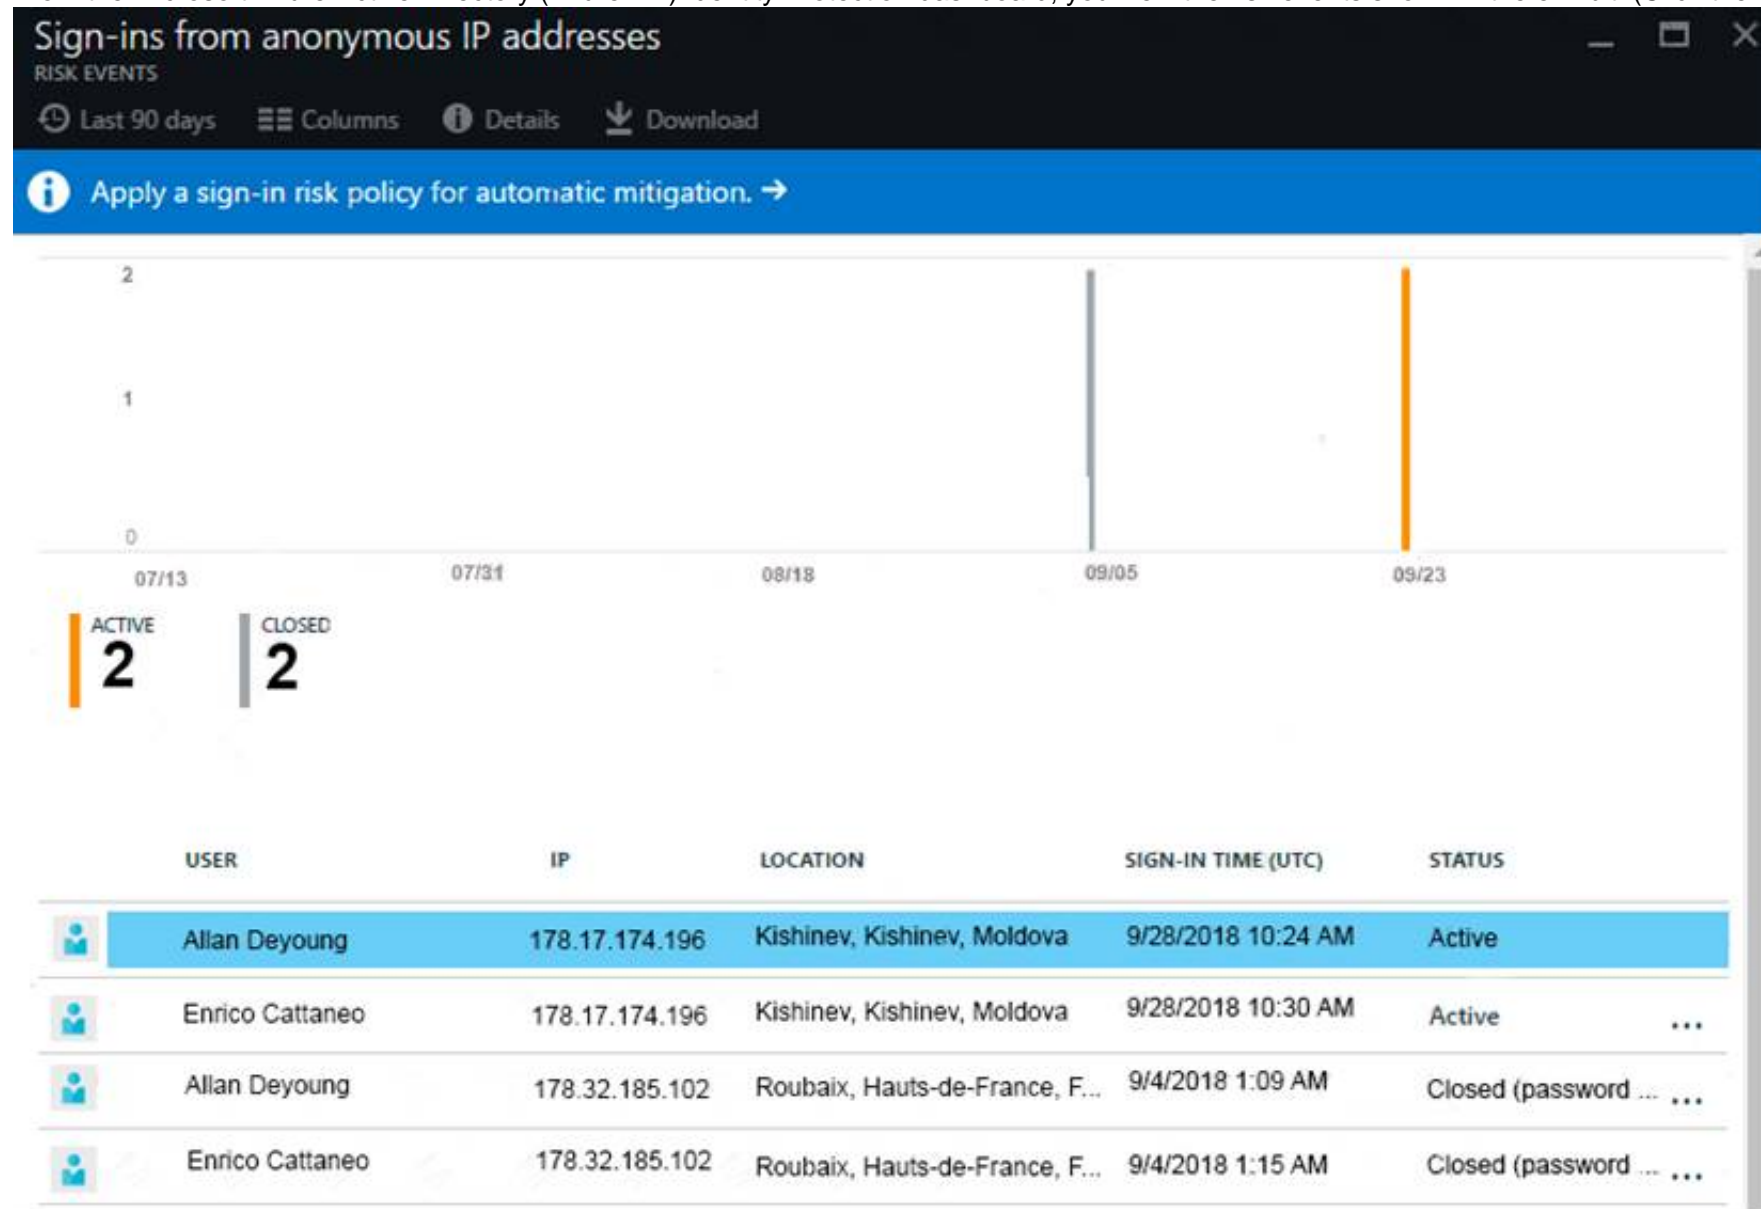 Sign-ins from anonymous IP addresses
RISK EVENTS
Last 90 days Columns Details Download
Apply a sign-in risk policy for automatic mitigation. →
2
1
0
07/13 07/31 08/18 09/05 09/23
ACTIVE CLOSED
2 2
USER IP LOCATION SIGN-IN TIME (UTC) STATUS
Allan Deyoung 178.17.174.196 Kishinev, Kishinev, Moldova 9/28/2018 10:24 AM Active
Enrico Cattaneo 178.17.174.196 Kishinev, Kishinev, Moldova 9/28/2018 10:30 AM Active ...
Allan Deyoung 178.32.185.102 Roubaix, Hauts-de-France, F... 9/4/2018 1:09 AM Closed (password ... ...
Enrico Cattaneo 178.32.185.102 Roubaix, Hauts-de-France, F... 9/4/2018 1:15 AM Closed (password ... ...